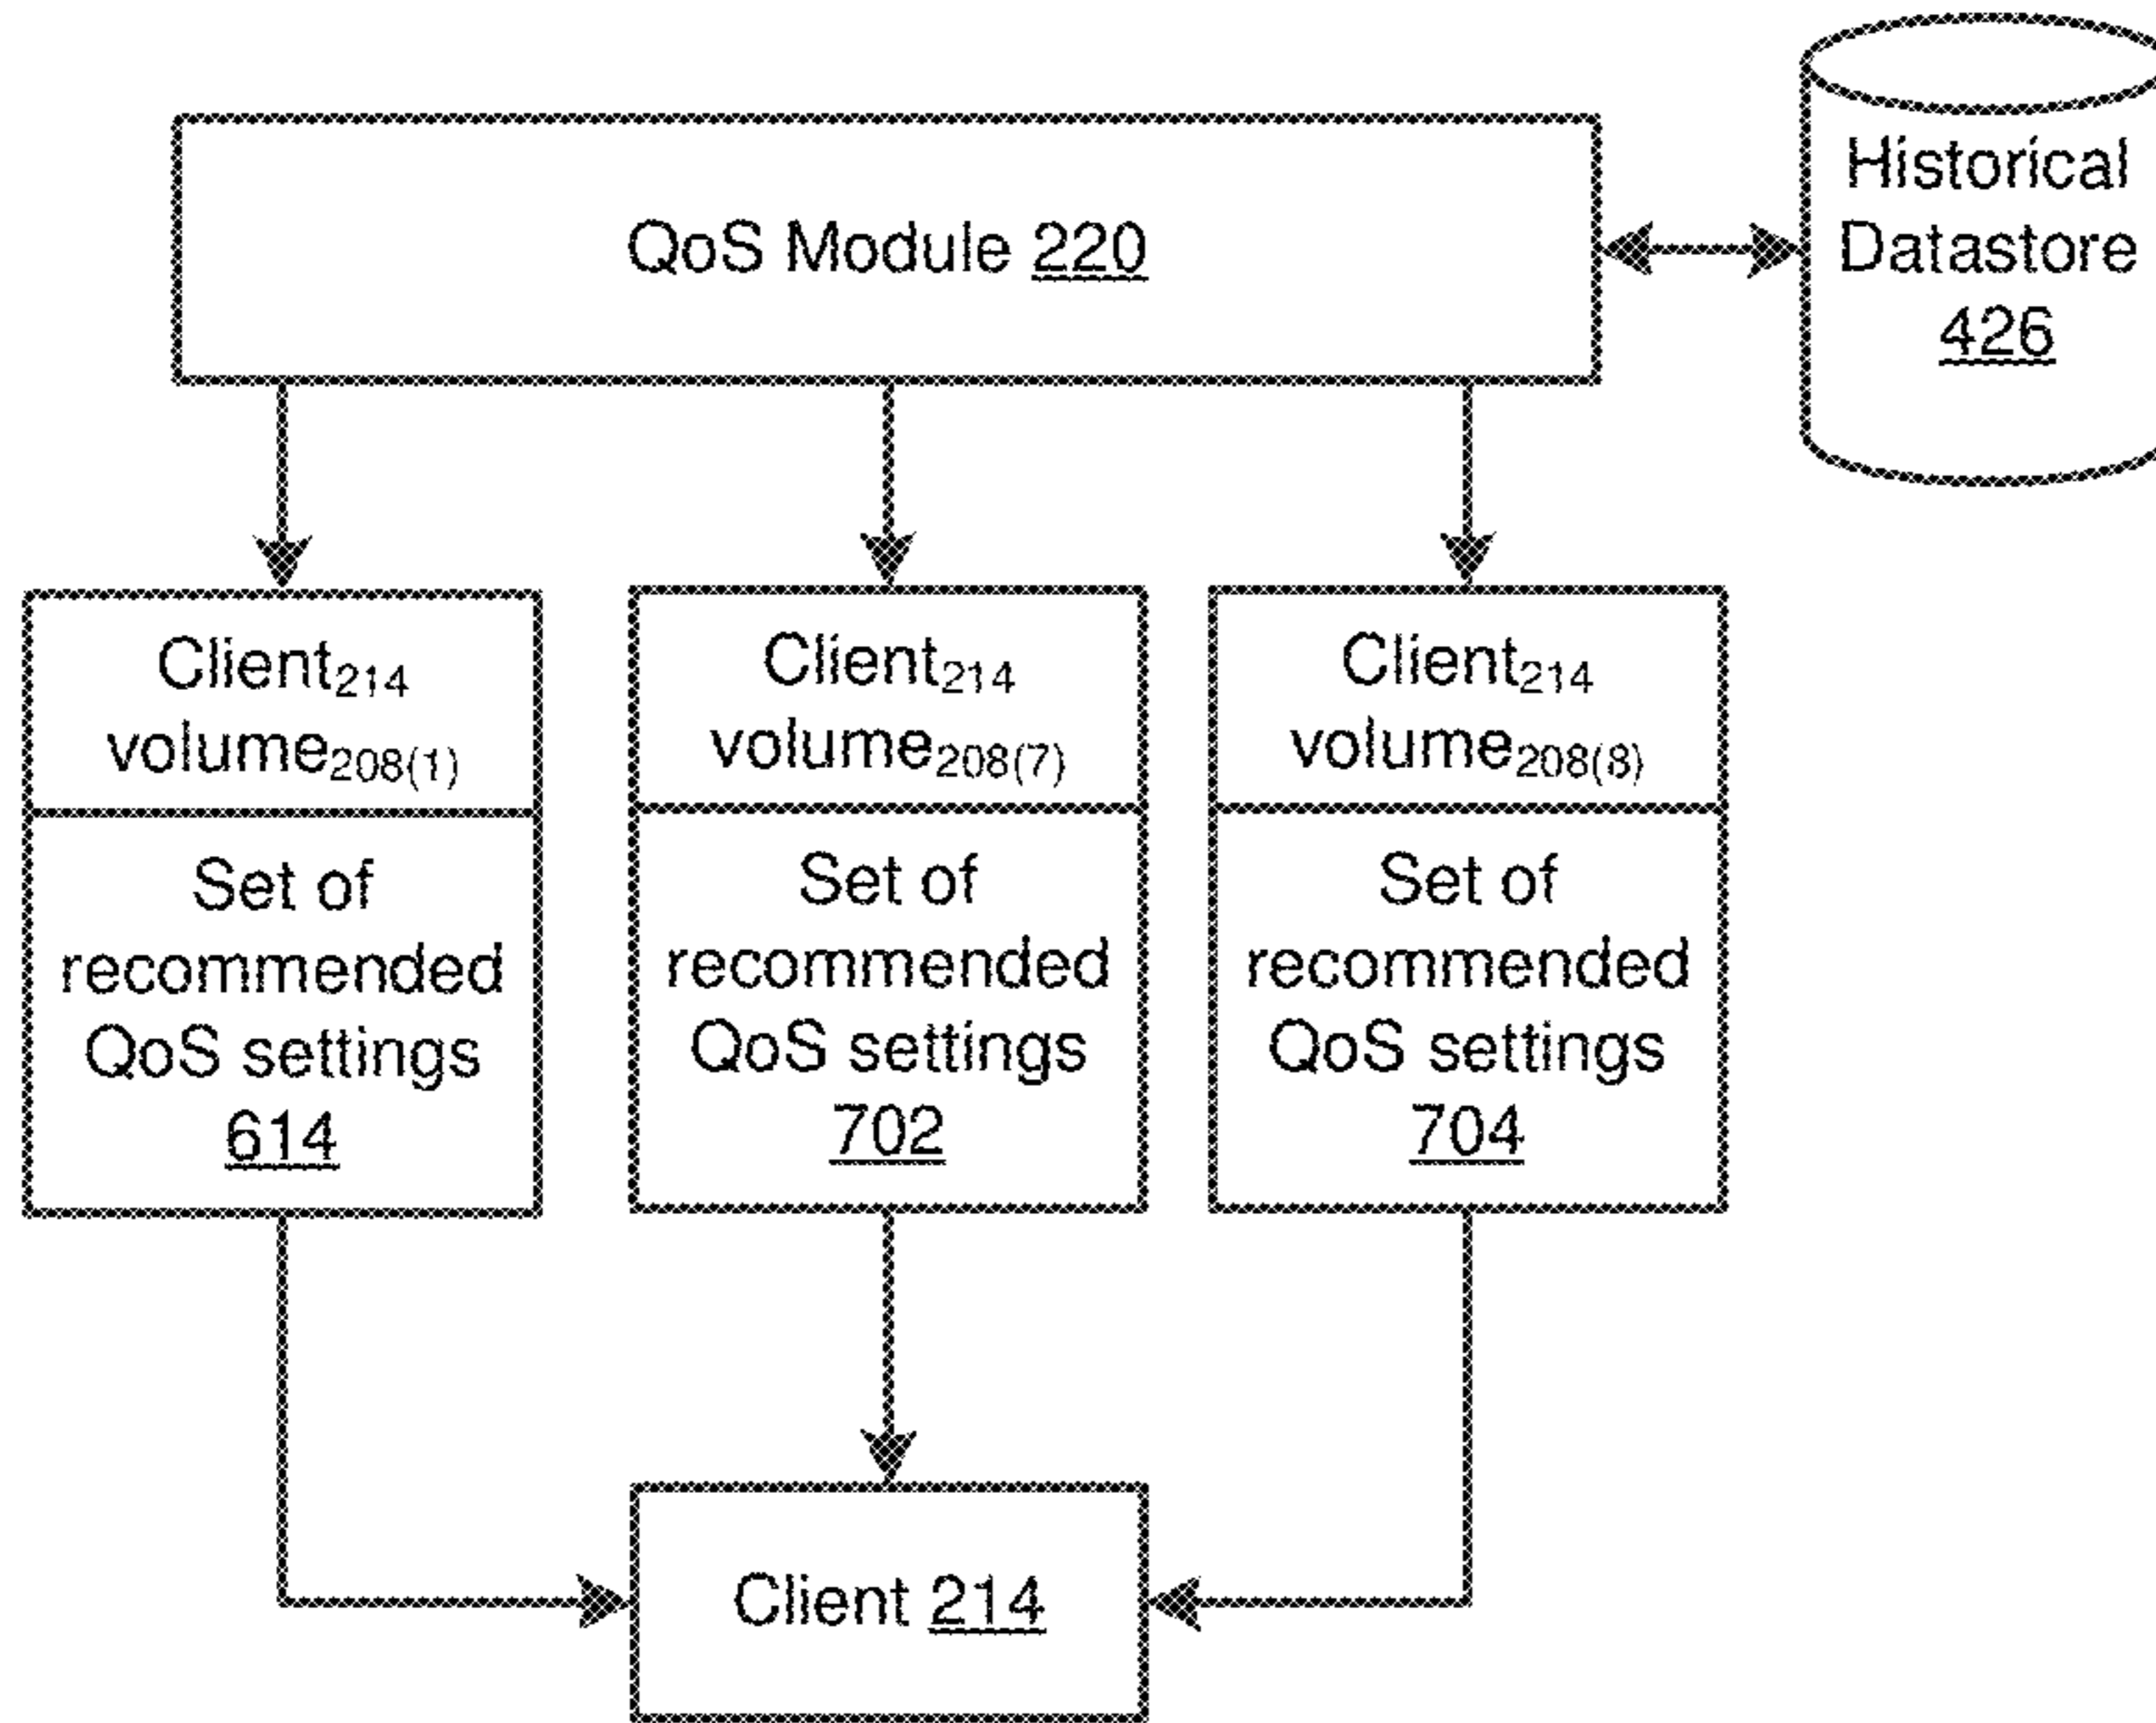 QoS Module 220
Historical
Datastore
426
Client214
volume208(1)
Set of
recommended
QoS settings
614
Client214
volume208(7)
Set of
recommended
QoS settings
702
Client214
volume208(8)
Set of
recommended
QoS settings
704
Client 214